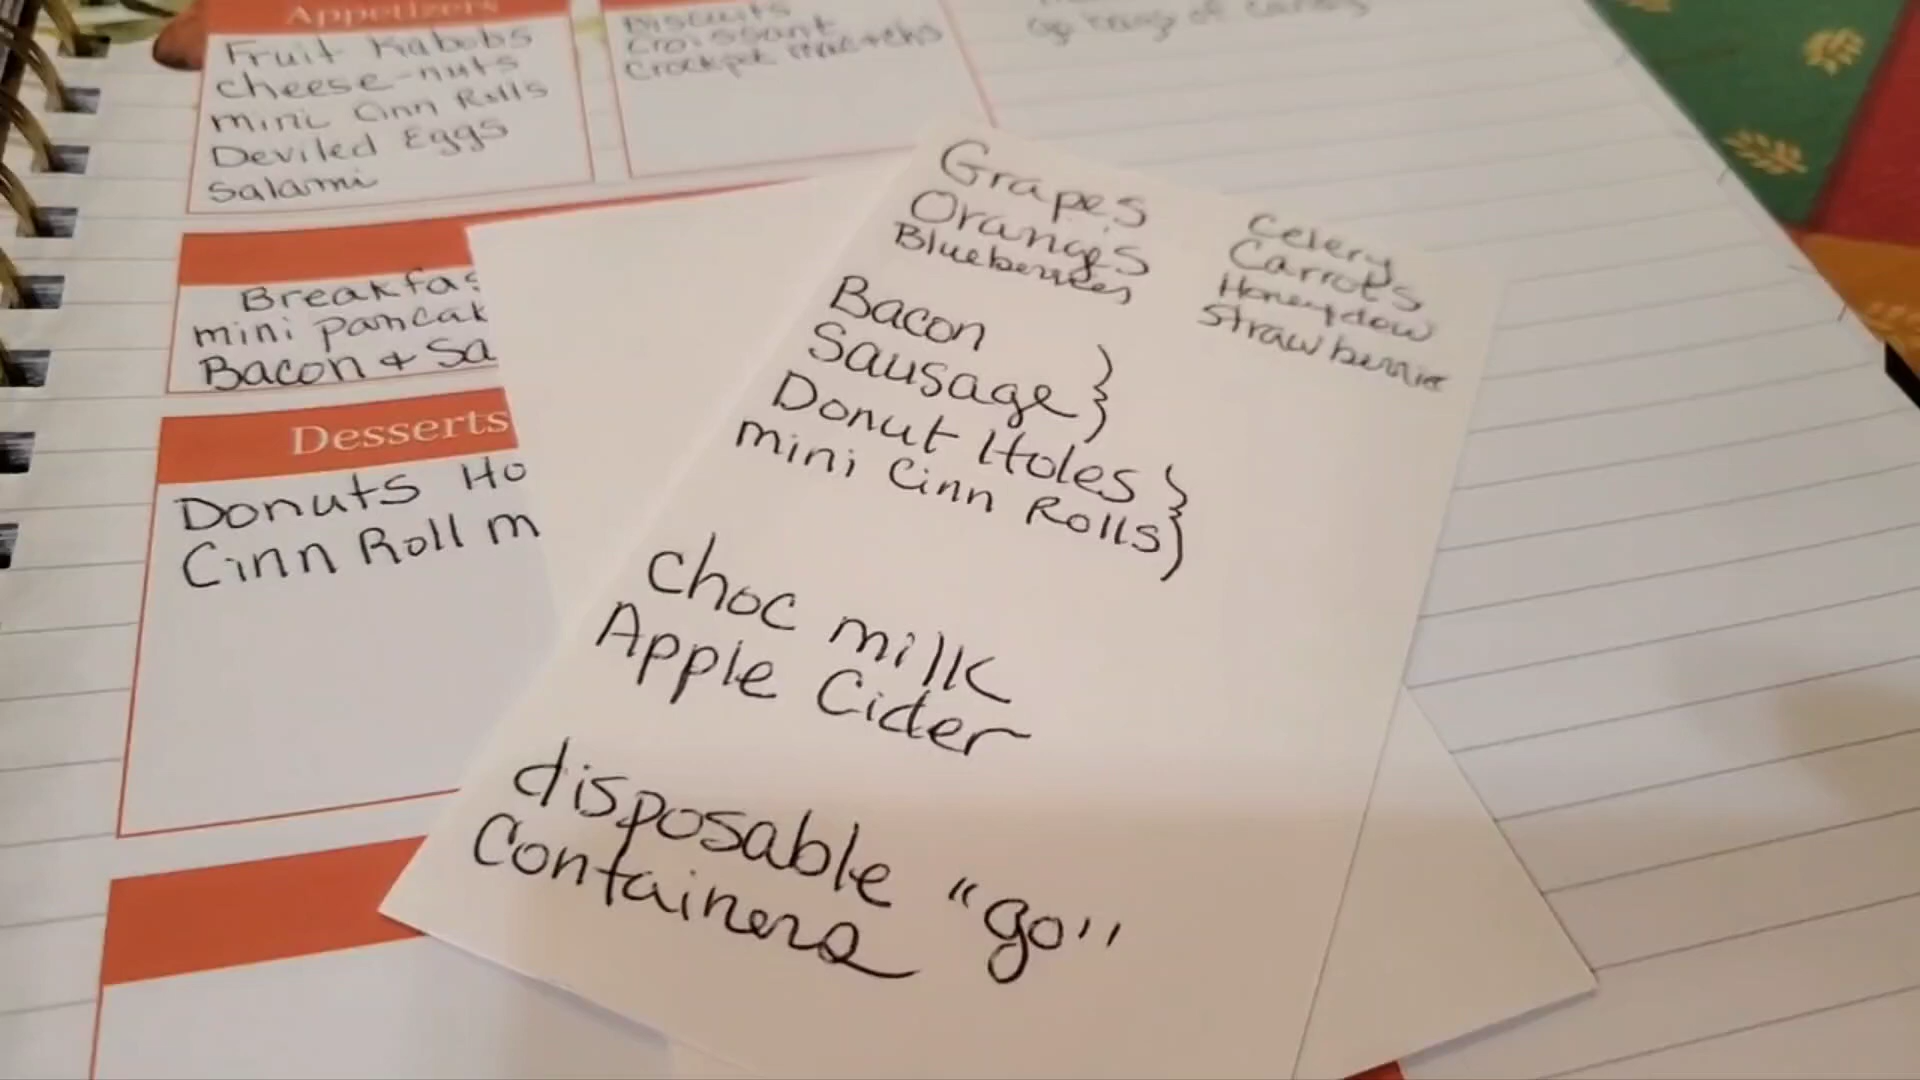 Appetizers
Fruit Kabobs
cheese-nuts
mini Cinn Rolls
Deviled Eggs
Salami
Biscuits
Croissant
Crockpot
Breakfas
mini pancak
Bacon + Sa
Desserts
Donuts Ho
Cinn Roll m
Grapes
Oranges
Blueberries
Bacon
Sausage
Donut Holes
mini Cinn Rolls
choc milk
Apple Cider
disposable "go"
Containers
celery
Carrots
Honeydew
Strawberries